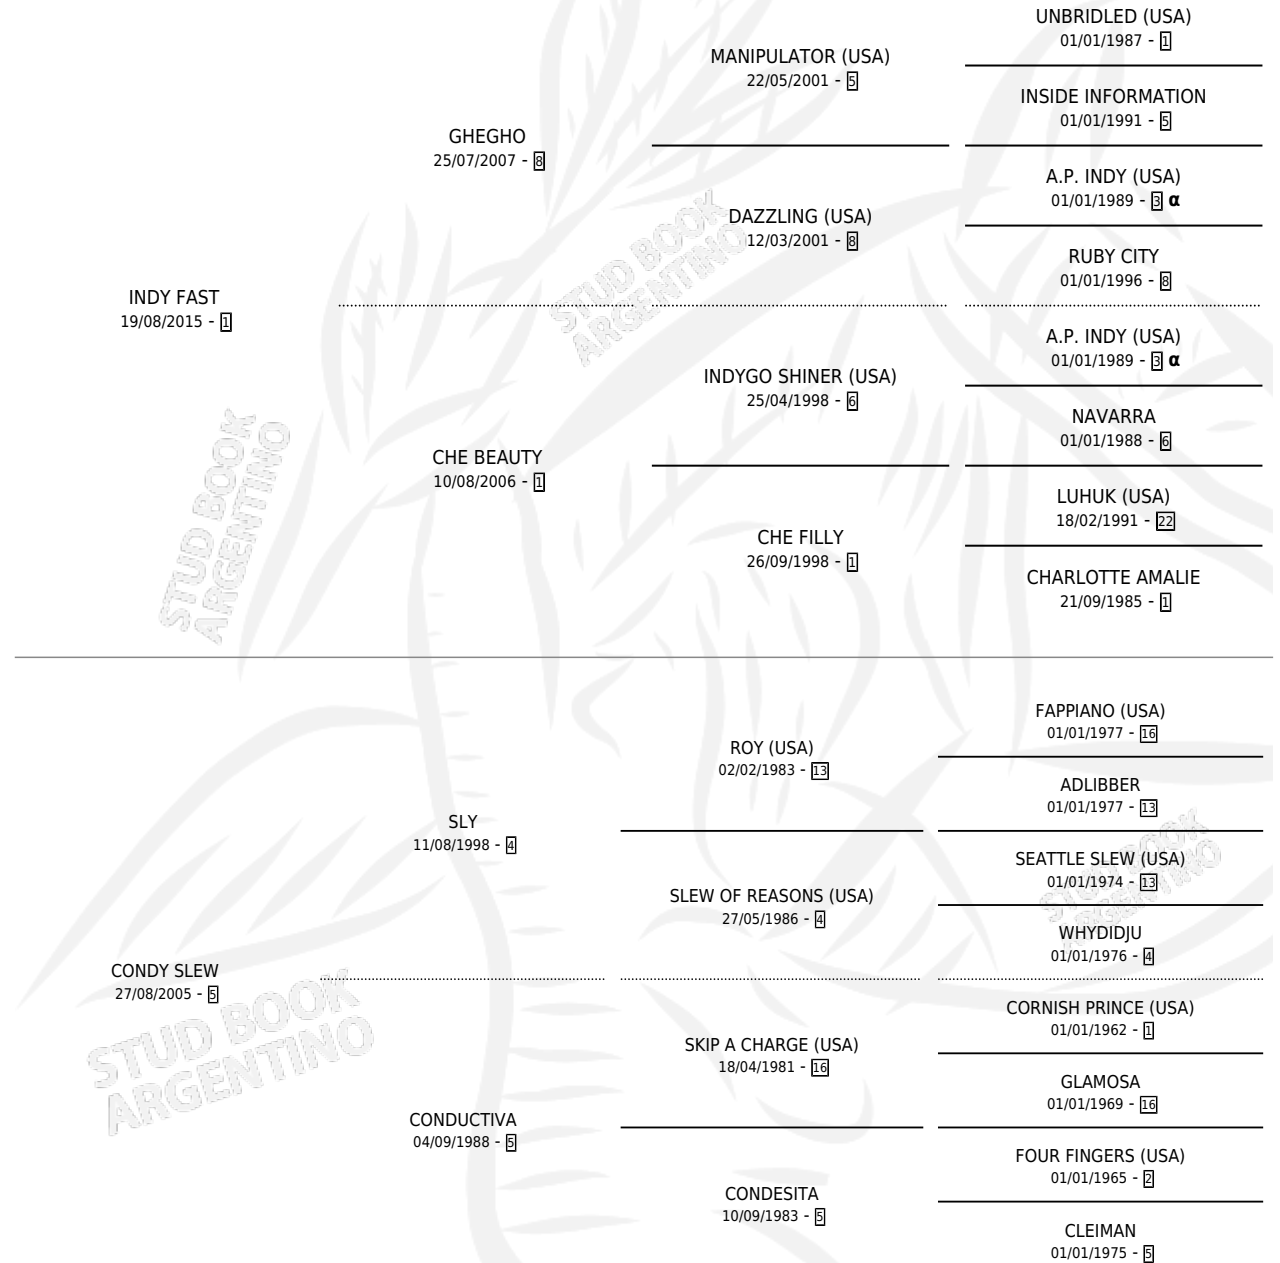 UNBRIDLED (USA)
01/01/1987 - 1
MANIPULATOR (USA)
22/05/2001 - 5
INSIDE INFORMATION
01/01/1991 - 5
GHEGHO
25/07/2007 - 8
A.P. INDY (USA)
01/01/1989 - 3 α
DAZZLING (USA)
12/03/2001 - 8
RUBY CITY
01/01/1996 - 8
INDY FAST
19/08/2015 - 1
A.P. INDY (USA)
01/01/1989 - 3 α
INDYGO SHINER (USA)
25/04/1998 - 6
NAVARRA
01/01/1988 - 6
CHE BEAUTY
10/08/2006 - 1
LUHUK (USA)
18/02/1991 - 22
CHE FILLY
26/09/1998 - 1
CHARLOTTE AMALIE
21/09/1985 - 1
STUD BOOK
ARGENTINO
STUD BOOK
ARGENTINO
FAPPIANO (USA)
01/01/1977 - 16
ROY (USA)
02/02/1983 - 13
ADLIBBER
01/01/1977 - 13
SLY
11/08/1998 - 4
SEATTLE SLEW (USA)
01/01/1974 - 13
SLEW OF REASONS (USA)
27/05/1986 - 4
WHYDIDJU
01/01/1976 - 4
CONDY SLEW
27/08/2005 - 5
CORNISH PRINCE (USA)
01/01/1962 - 1
SKIP A CHARGE (USA)
18/04/1981 - 16
GLAMOSA
01/01/1969 - 16
CONDUCTIVA
04/09/1988 - 5
FOUR FINGERS (USA)
01/01/1965 - 2
CONDESITA
10/09/1983 - 5
CLEIMAN
01/01/1975 - 5
STUD BOOK
ARGENTINO
STUD BOOK
ARGENTINO